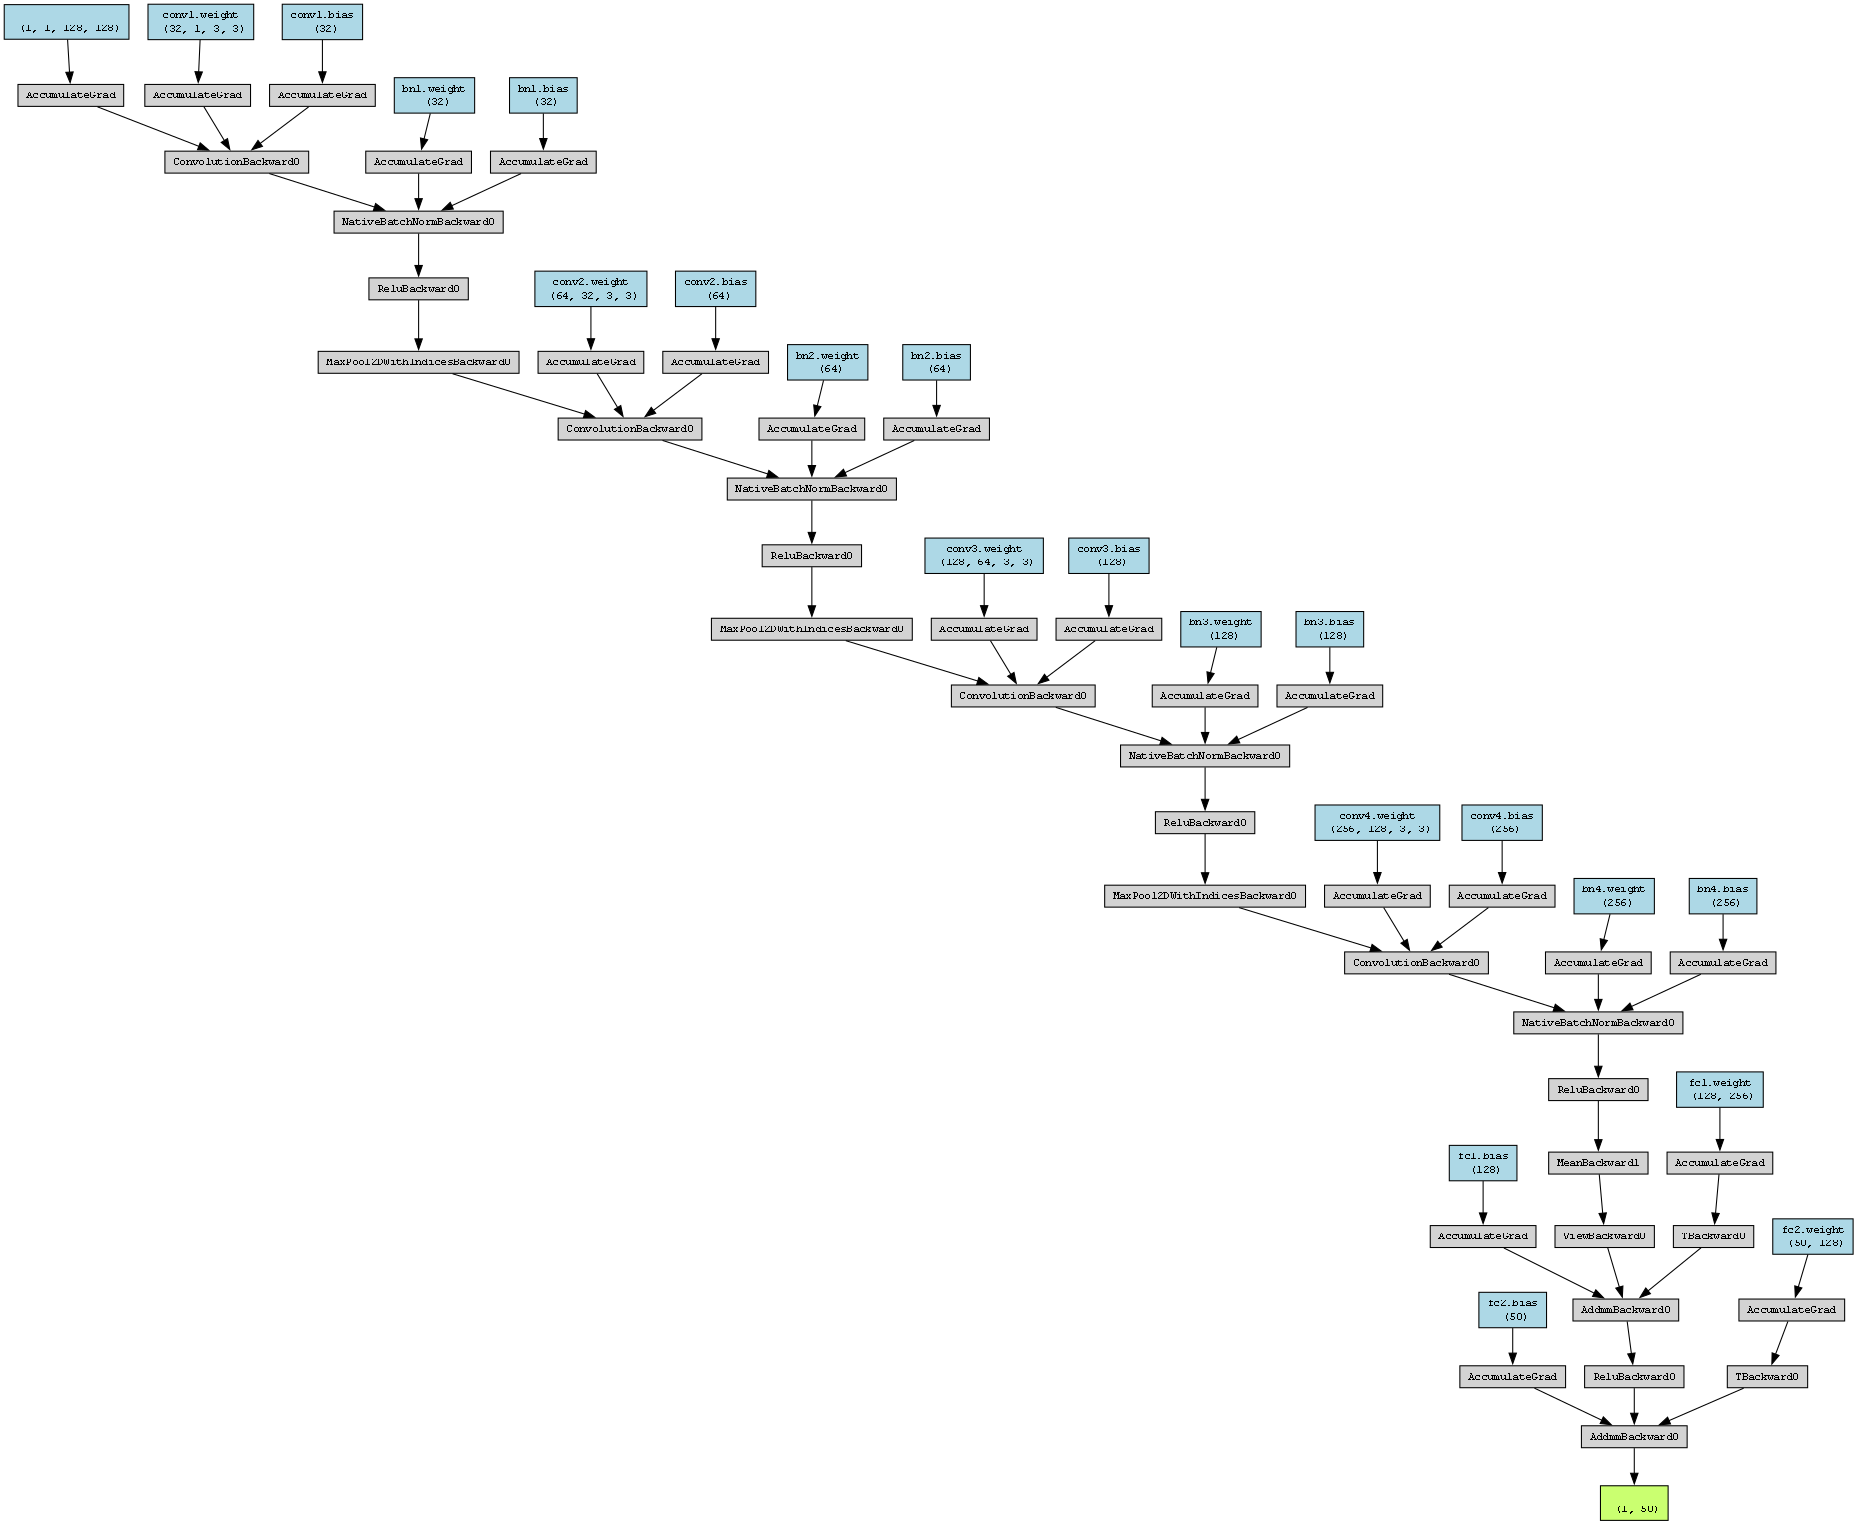 (1, 1, 128, 128)
conv1.weight
(32, 1, 3, 3)
conv1.bias
(32)
AccumulateGrad
AccumulateGrad
AccumulateGrad
bn1.weight
(32)
bn1.bias
(32)
ConvolutionBackward0
AccumulateGrad
AccumulateGrad
NativeBatchNormBackward0
ReluBackward0
conv2.weight
(64, 32, 3, 3)
conv2.bias
(64)
MaxPool2DWithIndicesBackward0
AccumulateGrad
AccumulateGrad
bn2.weight
(64)
bn2.bias
(64)
ConvolutionBackward0
AccumulateGrad
AccumulateGrad
NativeBatchNormBackward0
ReluBackward0
conv3.weight
(128, 64, 3, 3)
conv3.bias
(128)
MaxPool2DWithIndicesBackward0
AccumulateGrad
AccumulateGrad
bn3.weight
(128)
bn3.bias
(128)
ConvolutionBackward0
AccumulateGrad
AccumulateGrad
NativeBatchNormBackward0
ReluBackward0
conv4.weight
(256, 128, 3, 3)
conv4.bias
(256)
MaxPool2DWithIndicesBackward0
AccumulateGrad
AccumulateGrad
bn4.weight
(256)
bn4.bias
(256)
ConvolutionBackward0
AccumulateGrad
AccumulateGrad
NativeBatchNormBackward0
ReluBackward0
fc1.weight
(128, 256)
fc1.bias
(128)
MeanBackward1
AccumulateGrad
AccumulateGrad
ViewBackward0
TBackward0
fc2.weight
(50, 128)
fc2.bias
(50)
AddmmBackward0
AccumulateGrad
AccumulateGrad
ReluBackward0
TBackward0
AddmmBackward0
(1, 50)